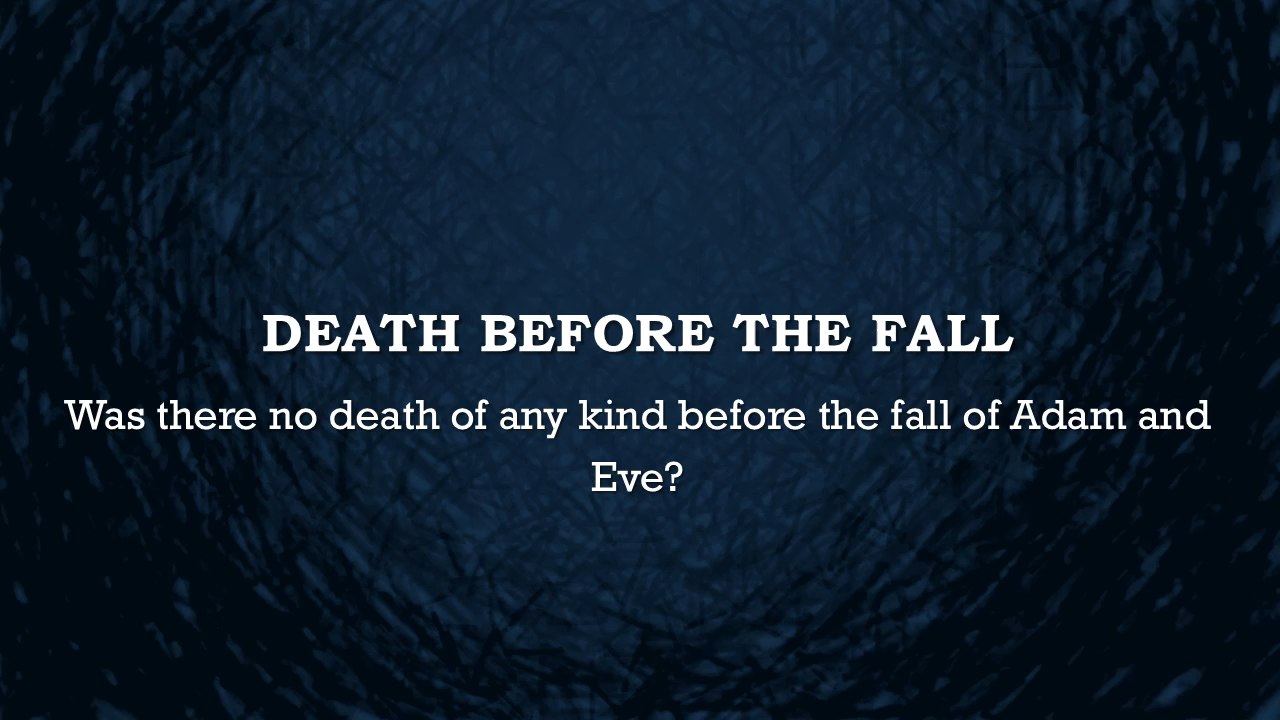 DEATH BEFORE THE FALL
Was there no death of any kind before the fall of Adam and
Eve?